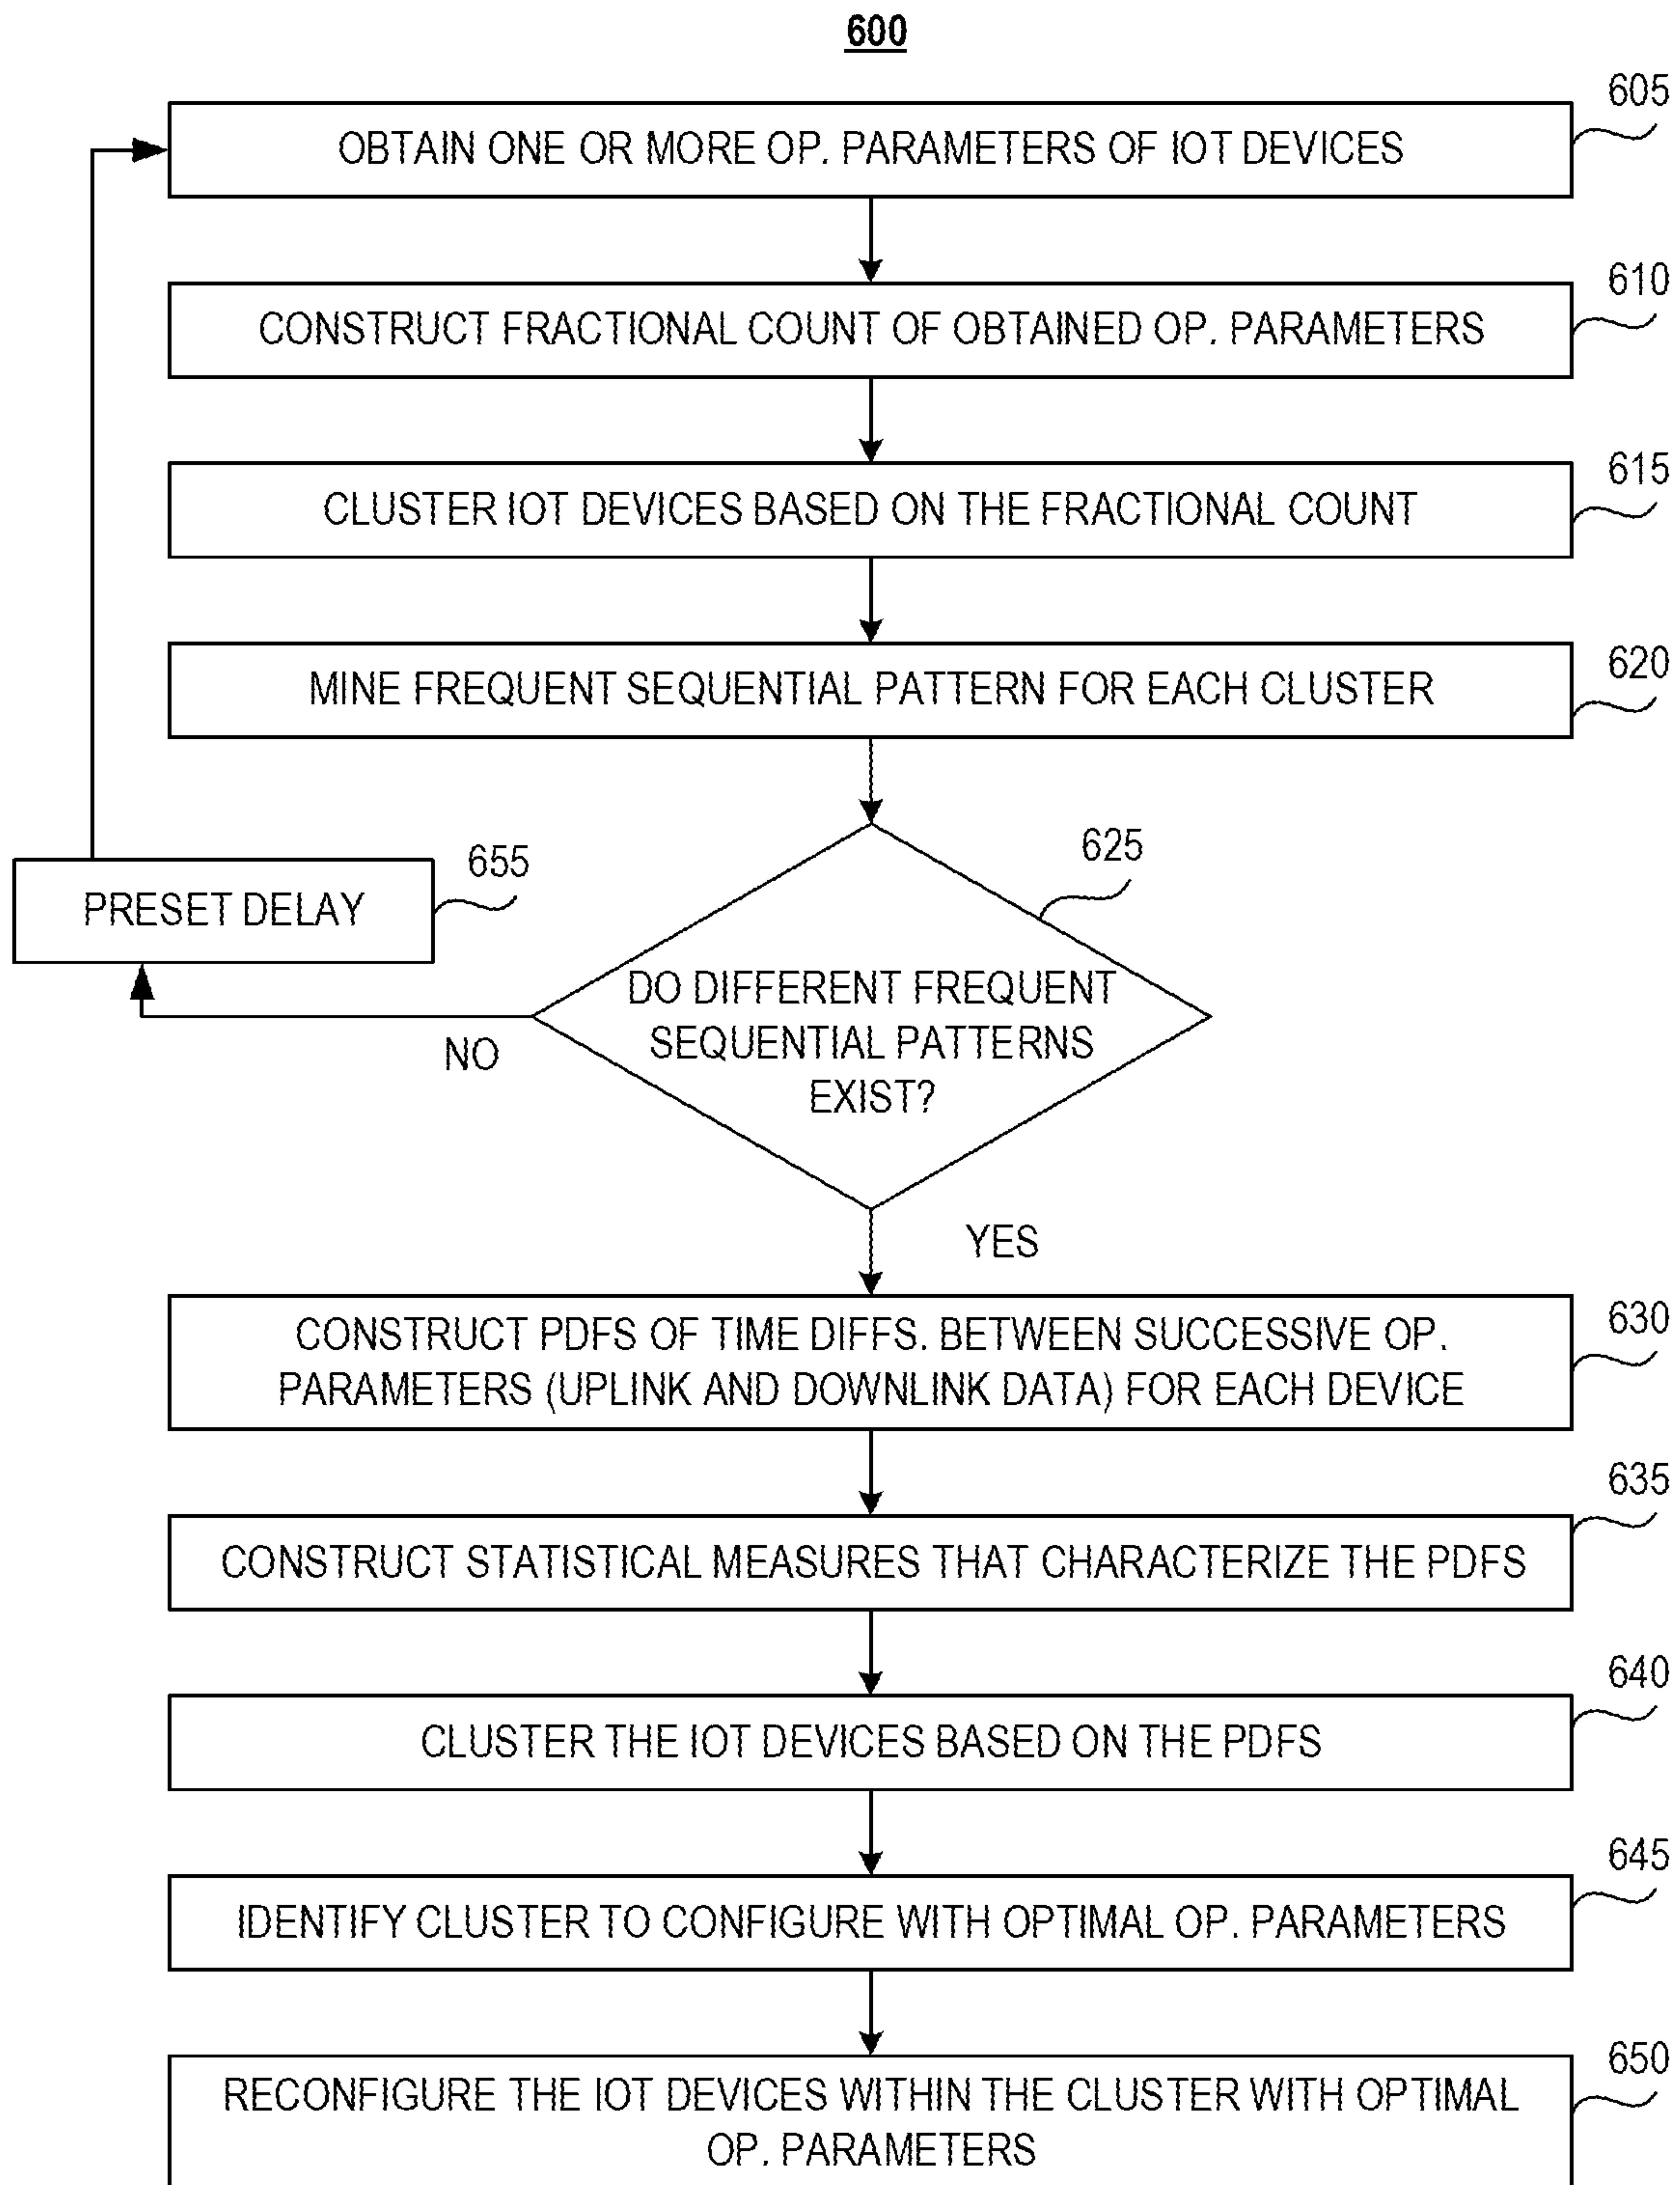 600
605
OBTAIN ONE OR MORE OP. PARAMETERS OF IOT DEVICES
610
CONSTRUCT FRACTIONAL COUNT OF OBTAINED OP. PARAMETERS
615
CLUSTER IOT DEVICES BASED ON THE FRACTIONAL COUNT
620
MINE FREQUENT SEQUENTIAL PATTERN FOR EACH CLUSTER
655
PRESET DELAY
625
DO DIFFERENT FREQUENT
SEQUENTIAL PATTERNS
EXIST?
NO
YES
630
CONSTRUCT PDFS OF TIME DIFFS. BETWEEN SUCCESSIVE OP.
PARAMETERS (UPLINK AND DOWNLINK DATA) FOR EACH DEVICE
635
CONSTRUCT STATISTICAL MEASURES THAT CHARACTERIZE THE PDFS
640
CLUSTER THE IOT DEVICES BASED ON THE PDFS
645
IDENTIFY CLUSTER TO CONFIGURE WITH OPTIMAL OP. PARAMETERS
650
RECONFIGURE THE IOT DEVICES WITHIN THE CLUSTER WITH OPTIMAL
OP. PARAMETERS